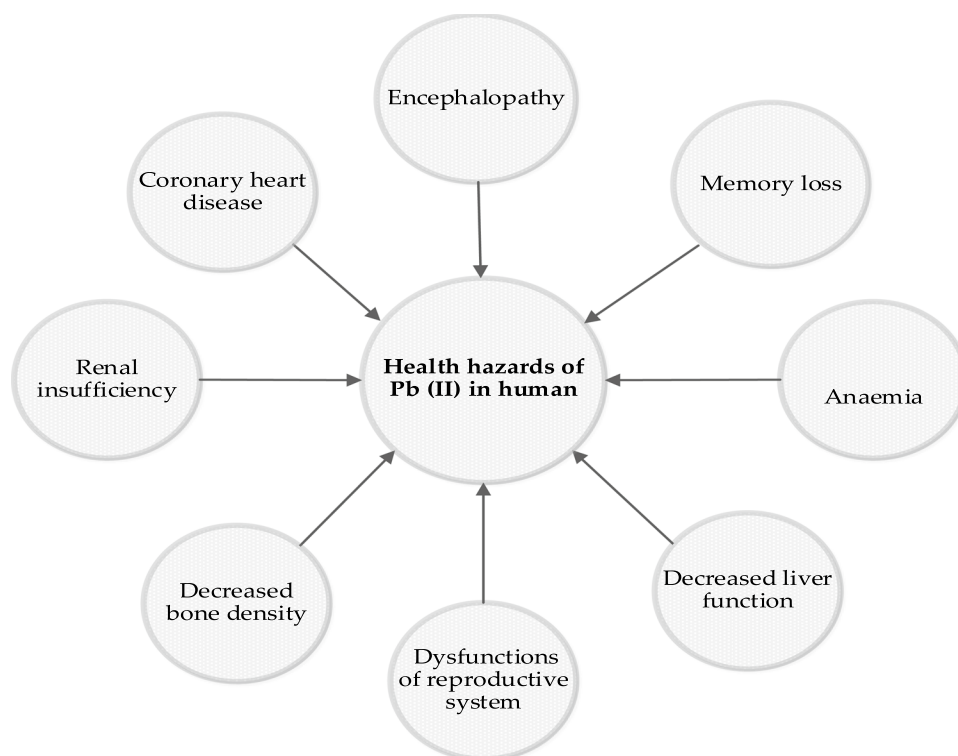 Encephalopathy
Coronary heart
disease
Memory loss
Renal
insufficiency
Health hazards of
Pb (II) in human
Anaemia
Decreased
bone density
Decreased liver
function
Dysfunctions
of reproductive
system